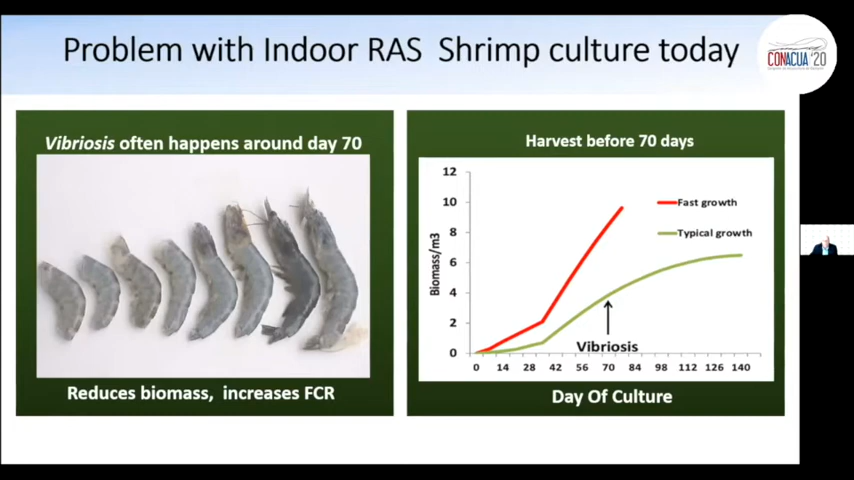 Problem with Indoor RAS Shrimp culture today
CONACUA '20
Vibriosis often happens around day 70
Reduces biomass, increases FCR
Harvest before 70 days
12
10
8
6
4
2
0
Biomass/m3
Fast growth
Typical growth
Vibriosis
0 14 28 42 56 70 84 98 112 126 140
Day Of Culture